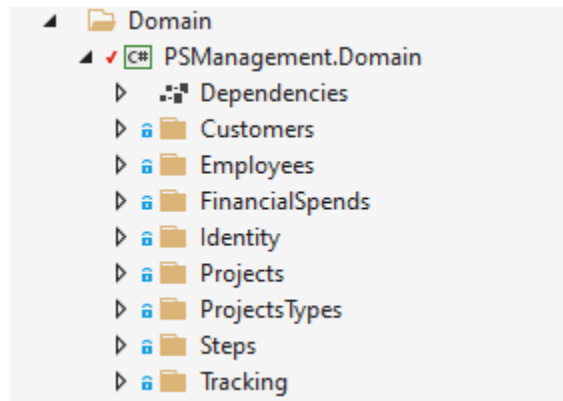 Domain
C# PSManagement.Domain
Dependencies
Customers
Employees
FinancialSpends
Identity
Projects
ProjectsTypes
Steps
Tracking